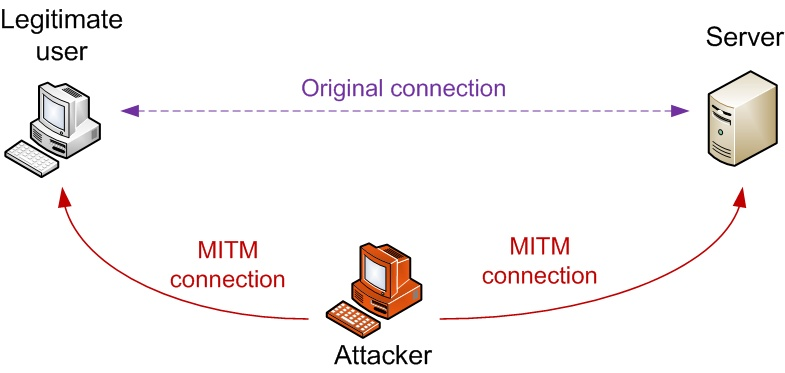 Legitimate
user
Server
Original connection
MITM
connection
MITM
connection
Attacker